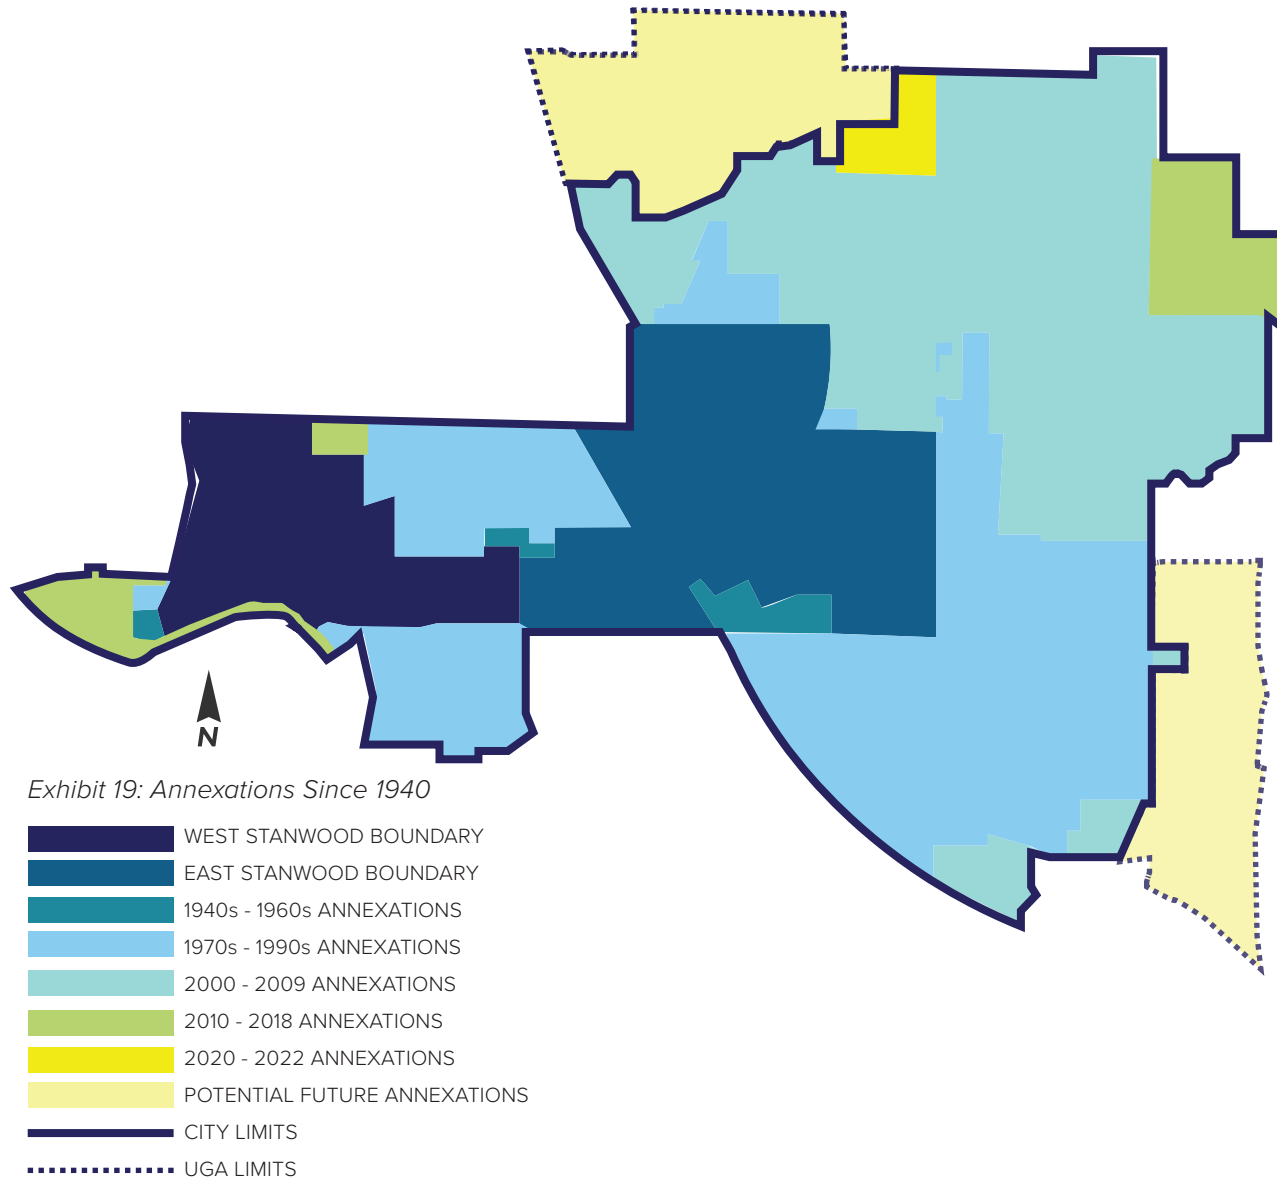 N
Exhibit 19: Annexations Since 1940
WEST STANWOOD BOUNDARY
EAST STANWOOD BOUNDARY
1940s - 1960s ANNEXATIONS
1970s - 1990s ANNEXATIONS
2000 - 2009 ANNEXATIONS
2010 - 2018 ANNEXATIONS
2020 - 2022 ANNEXATIONS
POTENTIAL FUTURE ANNEXATIONS
CITY LIMITS
UGA LIMITS